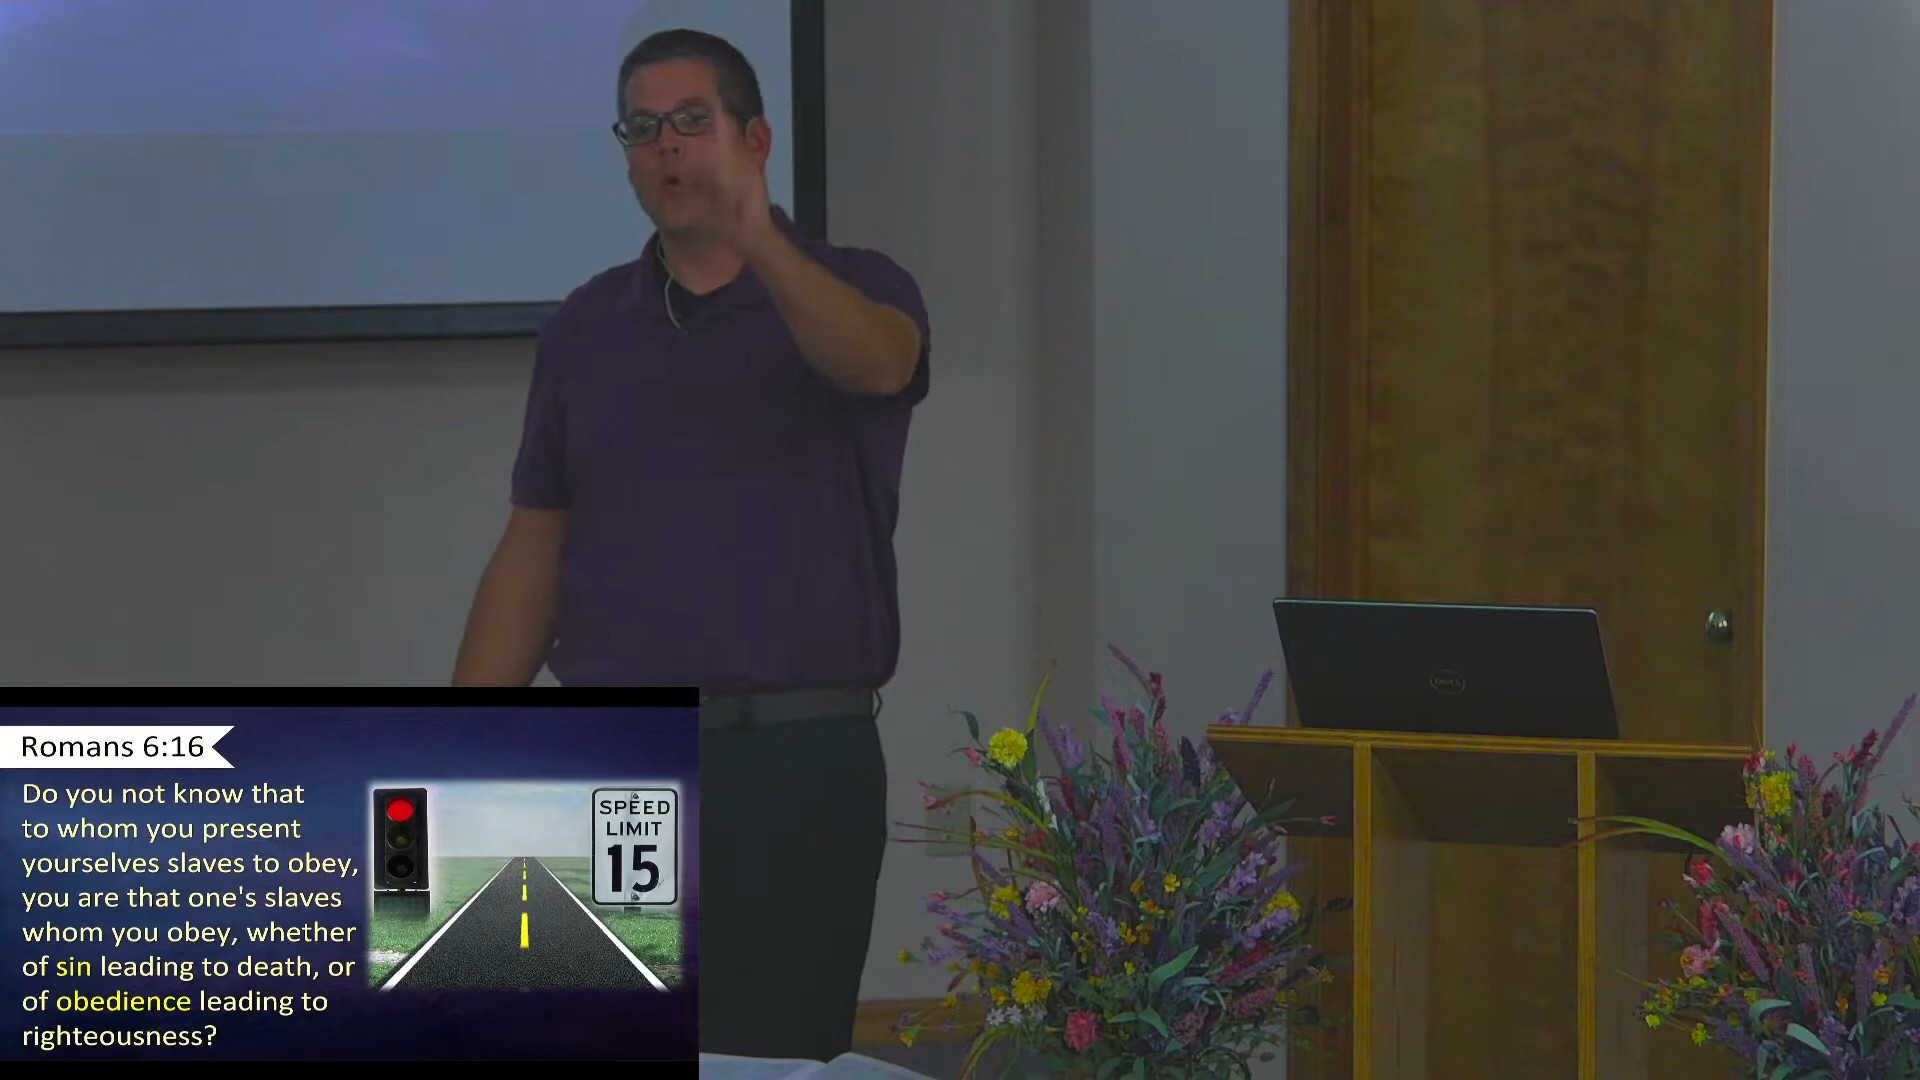 Romans 6:16
Do you not know that
to whom you present
yourselves slaves to obey,
you are that one's slaves
whom you obey, whether
of sin leading to death, or
of obedience leading to
righteousness?
SPEED
LIMIT
15
DELL